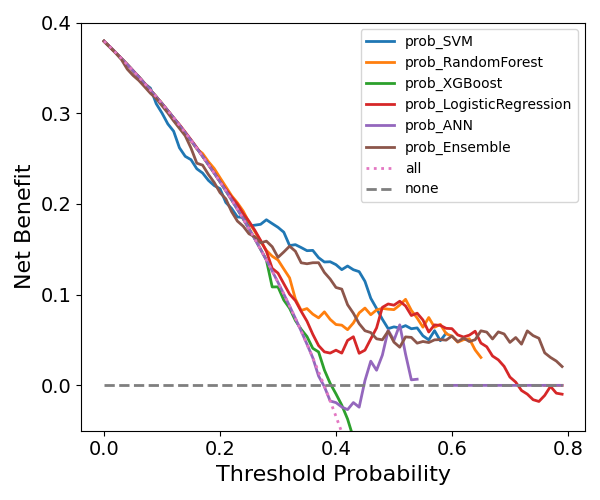 0.4
0.3
0.2
0.1
0.0
Net Benefit
prob_SVM
prob_RandomForest
prob_XGBoost
prob_LogisticRegression
prob_ANN
prob_Ensemble
all
none
0.0 0.2 0.4 0.6 0.8
Threshold Probability